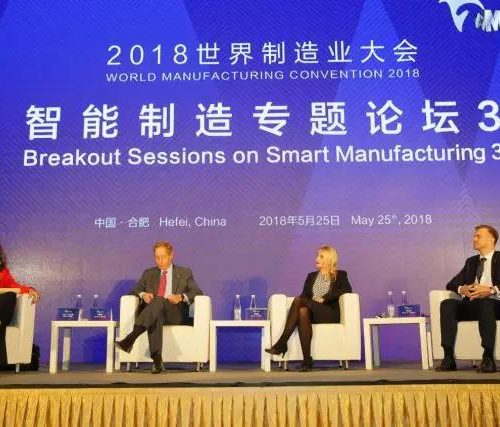 2018世界制造业大会
WORLD MANUFACTURING CONVENTION 2018
智能制造专题论坛3
Breakout Sessions on Smart Manufacturing 3
中国·合肥 Hefei, China 2018年5月25日 May 25th, 2018